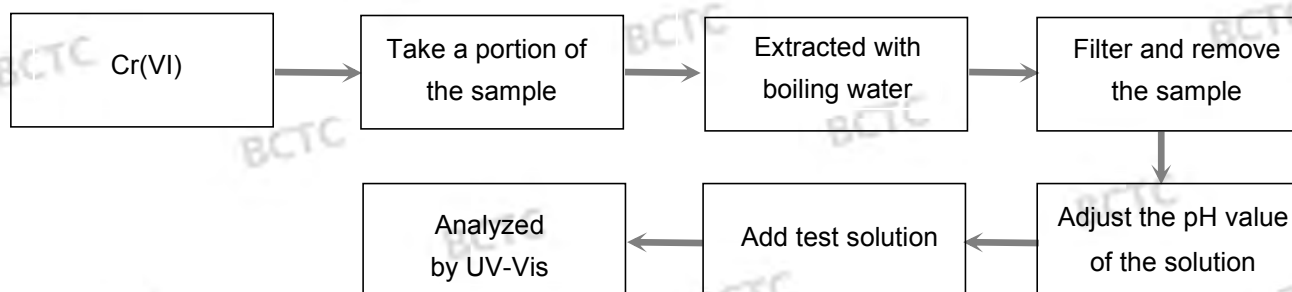 Cr(VI)
Take a portion of
the sample
Extracted with
boiling water
Filter and remove
the sample
Adjust the pH value
of the solution
Add test solution
Analyzed
by UV-Vis
BCTC
BCTC
BCTC
BCTC
BCTC
BCTC
BCTC